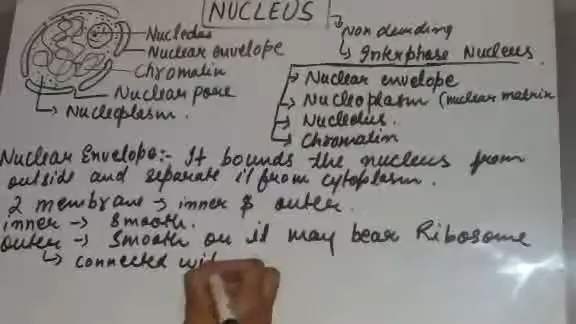 NUCLEUS
Nucleolus
Nuclear envelope
Chromatin
Nuclear pore
Nucleoplasm.
Non dividing
Interphase Nucleus.
Nuclear envelope
Nucleoplasm (nuclear matrix
Nucleolus.
Chromatin
Nuclear Envelope:- It bounds the nucleus from
outside and separate it from cytoplasm.
2 membrane → inner & outer.
inner → smooth.
outer → smooth or it may bear Ribosome
↳ connected wit